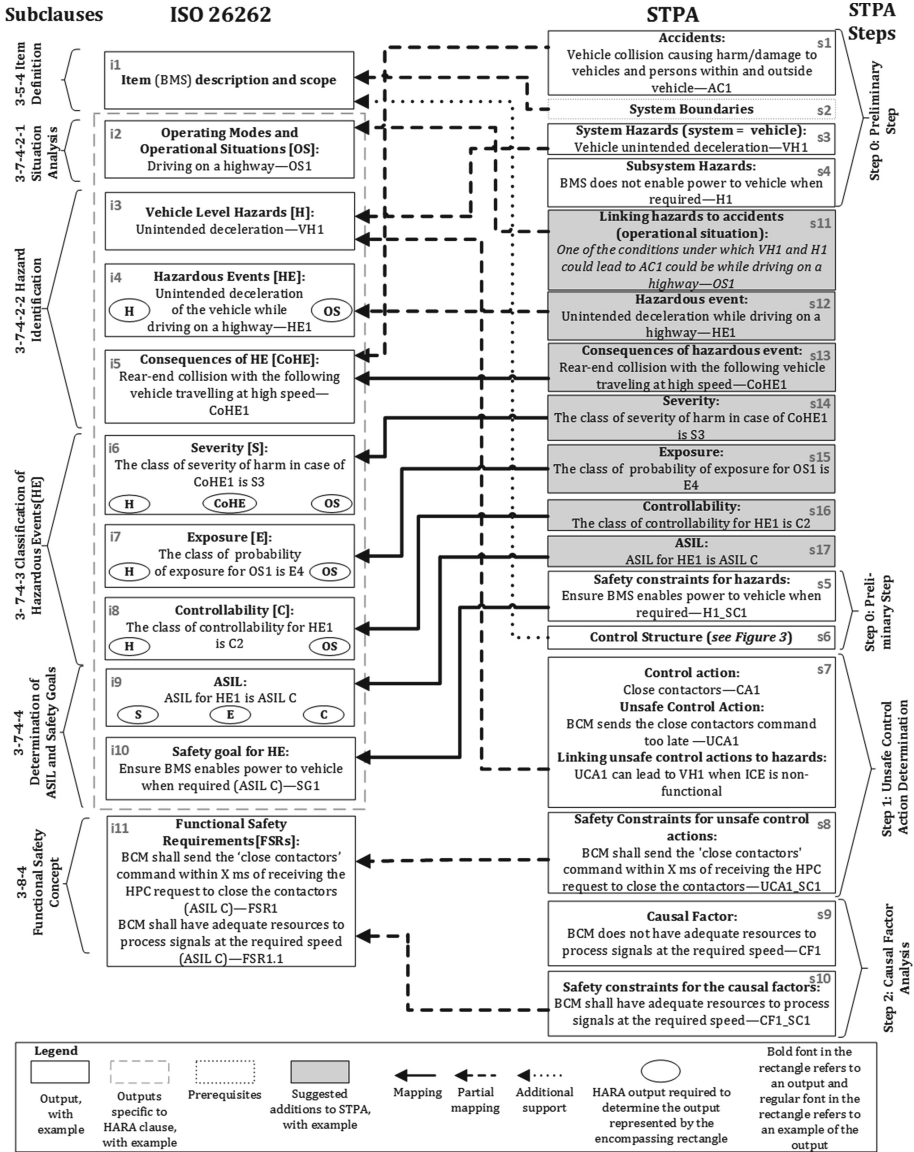 Subclauses
ISO 26262
STPA
STPA
Steps
3-5-4 Item
Definition
3-7-4-2-1
Situation
Analysis
3-7-4-2-2 Hazard
Identification
3- 7-4-3 Classification of
Hazardous Events[HE)
3-7-4-4
Determination of
ASIL and Safety Goals
3-8-4
Functional Safety
Concept
i1
Item (BMS) description and scope
i2
Operating Modes and
Operational Situations [OS]:
Driving on a highway—OS1
i3
Vehicle Level Hazards [H]:
Unintended deceleration—VH1
i4
Hazardous Events [HE]:
Unintended deceleration
of the vehicle while
driving on a highway—HE1
H
OS
i5
Consequences of HE [CoHE]:
Rear-end collision with the following
vehicle travelling at high speed—
CoHE1
i6
Severity [S]:
The class of severity of harm in case of
CoHE1 is S3
H
CoHE
OS
i7
Exposure [E]:
The class of probability
of exposure for OS1 is E4
H
OS
i8
Controllability [C]:
The class of controllability for HE1
is C2
H
OS
i9
ASIL:
ASIL for HE1 is ASIL C
S
E
C
i10
Safety goal for HE:
Ensure BMS enables power to vehicle
when required (ASIL C)—SG1
i11
Functional Safety
Requirements[FSRs]:
BCM shall send the ‘close contactors’
command within X ms of receiving the
HPC request to close the contactors
(ASIL C)—FSR1
BCM shall have adequate resources to
process signals at the required speed
(ASIL C)—FSR1.1
Accidents:
s1
Vehicle collision causing harm/damage to
vehicles and persons within and outside
vehicle—AC1
System Boundaries
s2
System Hazards (system = vehicle):
s3
Vehicle unintended deceleration—VH1
Subsystem Hazards:
s4
BMS does not enable power to vehicle when
required—H1
Linking hazards to accidents
s11
(operational situation):
One of the conditions under which VH1 and H1
could lead to AC1 could be while driving on a
highway—OS1
Hazardous event:
s12
Unintended deceleration while driving on a
highway—HE1
Consequences of hazardous event:
s13
Rear-end collision with the following vehicle
traveling at high speed—CoHE1
Severity:
s14
The class of severity of harm in case of CoHE1
is S3
Exposure:
s15
The class of probability of exposure for OS1 is
E4
Controllability:
s16
The class of controllability for HE1 is C2
ASIL:
s17
ASIL for HE1 is ASIL C
Safety constraints for hazards:
s5
Ensure BMS enables power to vehicle when
required—H1_SC1
Control Structure (see Figure 3)
s6
s7
Control action:
Close contactors—CA1
Unsafe Control Action:
BCM sends the close contactors command
too late —UCA1
Linking unsafe control actions to hazards:
UCA1 can lead to VH1 when ICE is non-
functional
Safety Constraints for unsafe control
s8
actions:
BCM shall send the 'close contactors'
command within X ms of receiving the HPC
request to close the contactors—UCA1_SC1
s9
Causal Factor:
BCM does not have adequate resources to
process signals at the required speed—CF1
s10
Safety constraints for the causal factors:
BCM shall have adequate resources to process
signals at the required speed—CF1_SC1
Step 0: Preliminary
Step
Step 0: Preli-
minary Step
Step 1: Unsafe Control
Action Determination
Step 2: Causal Factor
Analysis
Legend
Output,
with
example
Outputs
specific to
HARA clause,
with example
Prerequisites
Suggested
additions to STPA,
with example
Mapping
Partial
mapping
Additional
support
HARA output required to
determine the output
represented by the
encompassing rectangle
Bold font in the
rectangle refers to
an output and
regular font in the
rectangle refers to
an example of the
output